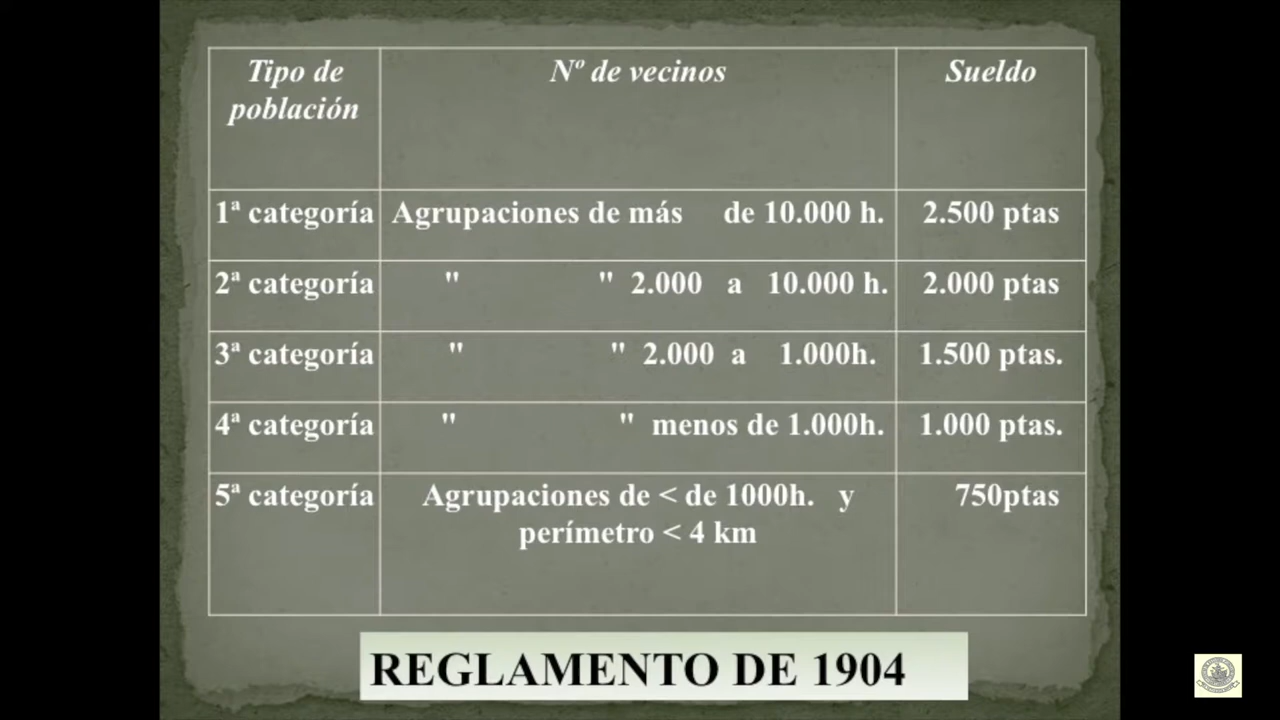 Tipo de población
Nº de vecinos
Sueldo
1ª categoría Agrupaciones de más de 10.000 h. 2.500 ptas
2ª categoría " " 2.000 a 10.000 h. 2.000 ptas
3ª categoría " " 2.000 a 1.000h. 1.500 ptas.
4ª categoría " " menos de 1.000h. 1.000 ptas.
5ª categoría Agrupaciones de < de 1000h. y 750ptas
perímetro < 4 km
REGLAMENTO DE 1904